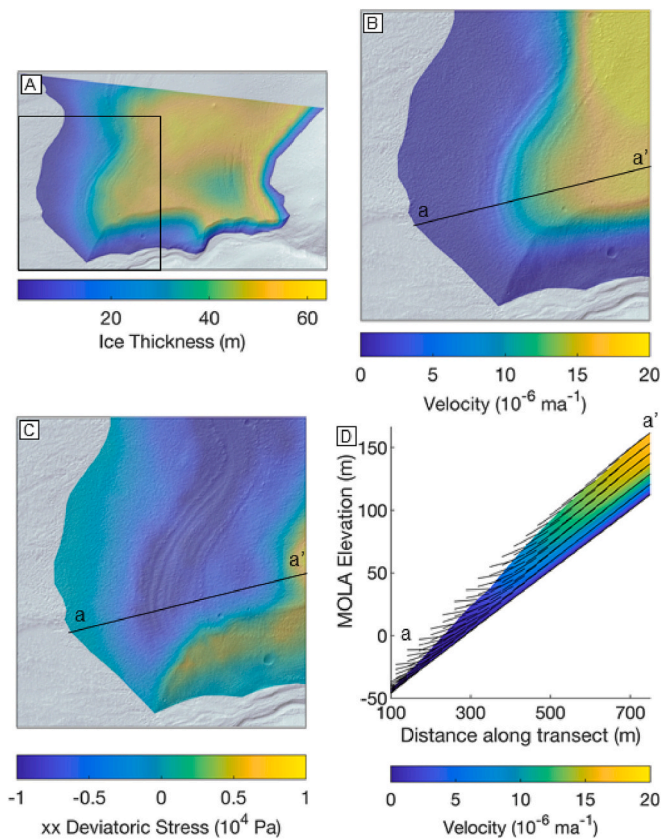 A
20 40 60
Ice Thickness (m)
B
a a'
0 5 10 15 20
Velocity (10⁻⁶ ma⁻¹)
C
a a'
-1 -0.5 0 0.5 1
xx Deviatoric Stress (10⁴ Pa)
D
a'
a
MOLA Elevation (m)
150
100
50
0
-50
100 300 500 700
Distance along transect (m)
0 5 10 15 20
Velocity (10⁻⁶ ma⁻¹)